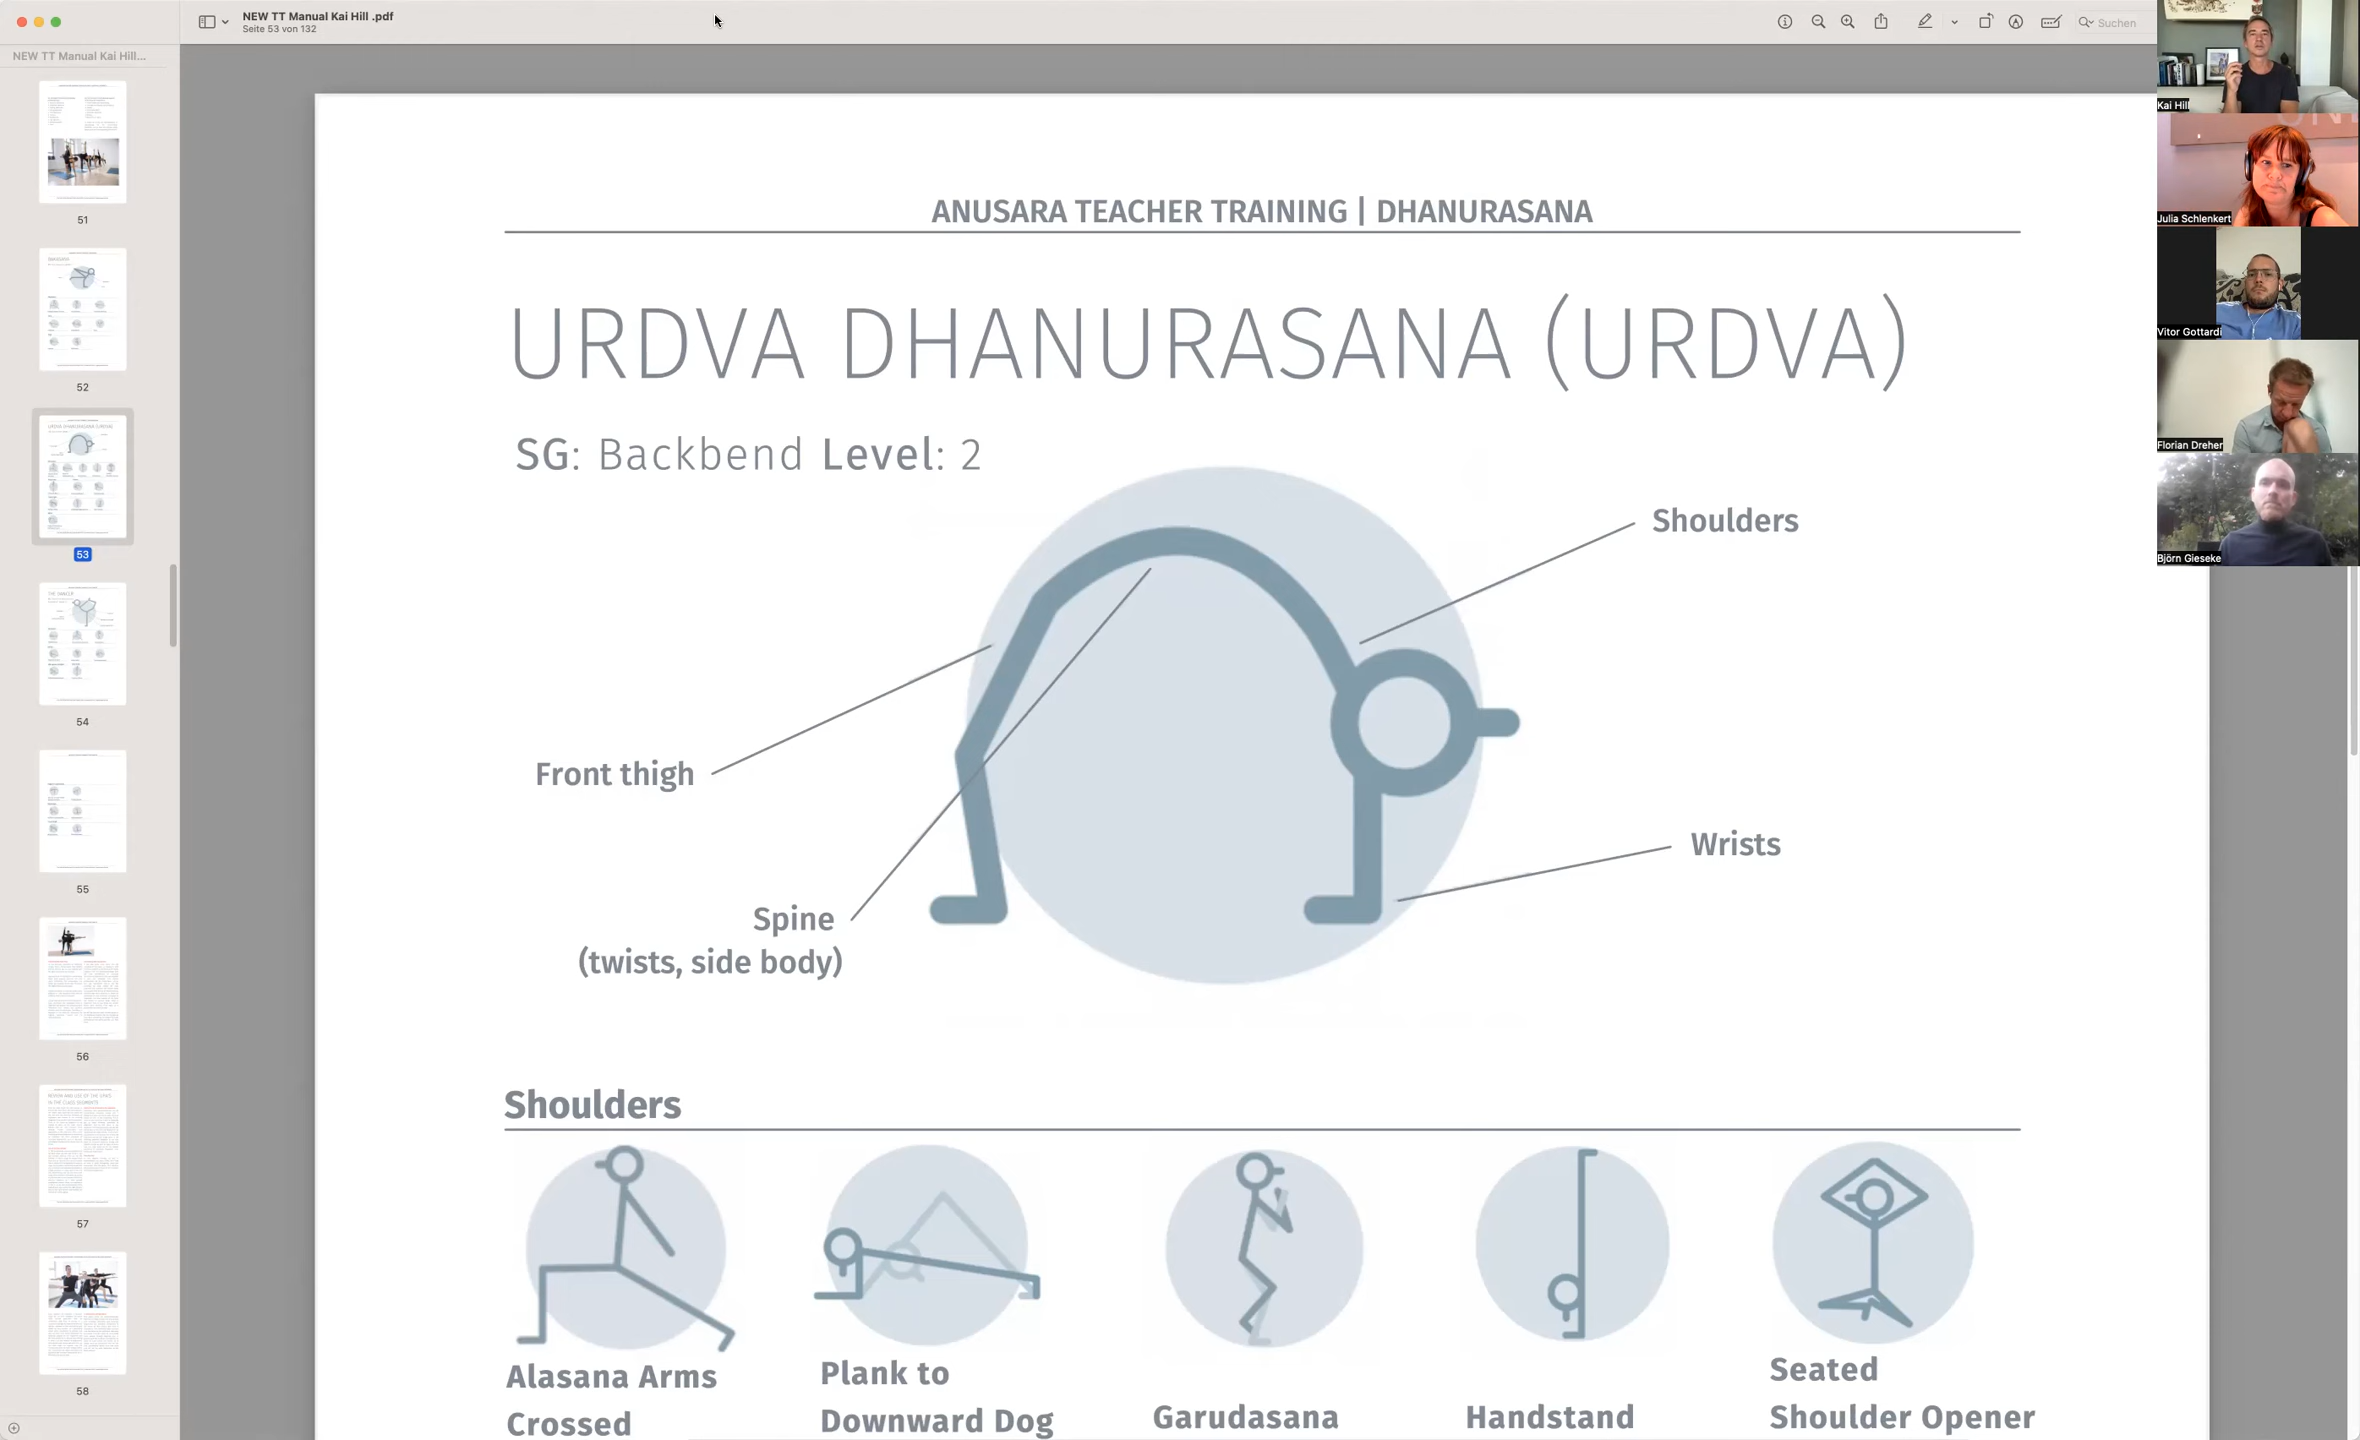 NEW TT Manual Kai Hill .pdf
Seite 53 von 132
Suchen
NEW TT Manual Kai Hill...
51
52
53
54
55
56
57
58
ANUSARA TEACHER TRAINING | DHANURASANA
URDVA DHANURASANA (URDVA)
SG: Backbend Level: 2
Shoulders
Front thigh
Wrists
Spine
(twists, side body)
Shoulders
Alasana Arms
Crossed
Plank to
Downward Dog
Garudasana
Handstand
Seated
Shoulder Opener
Kai Hill
Julia Schlenkert
Vitor Gottardi
Florian Dreher
Björn Gieseke